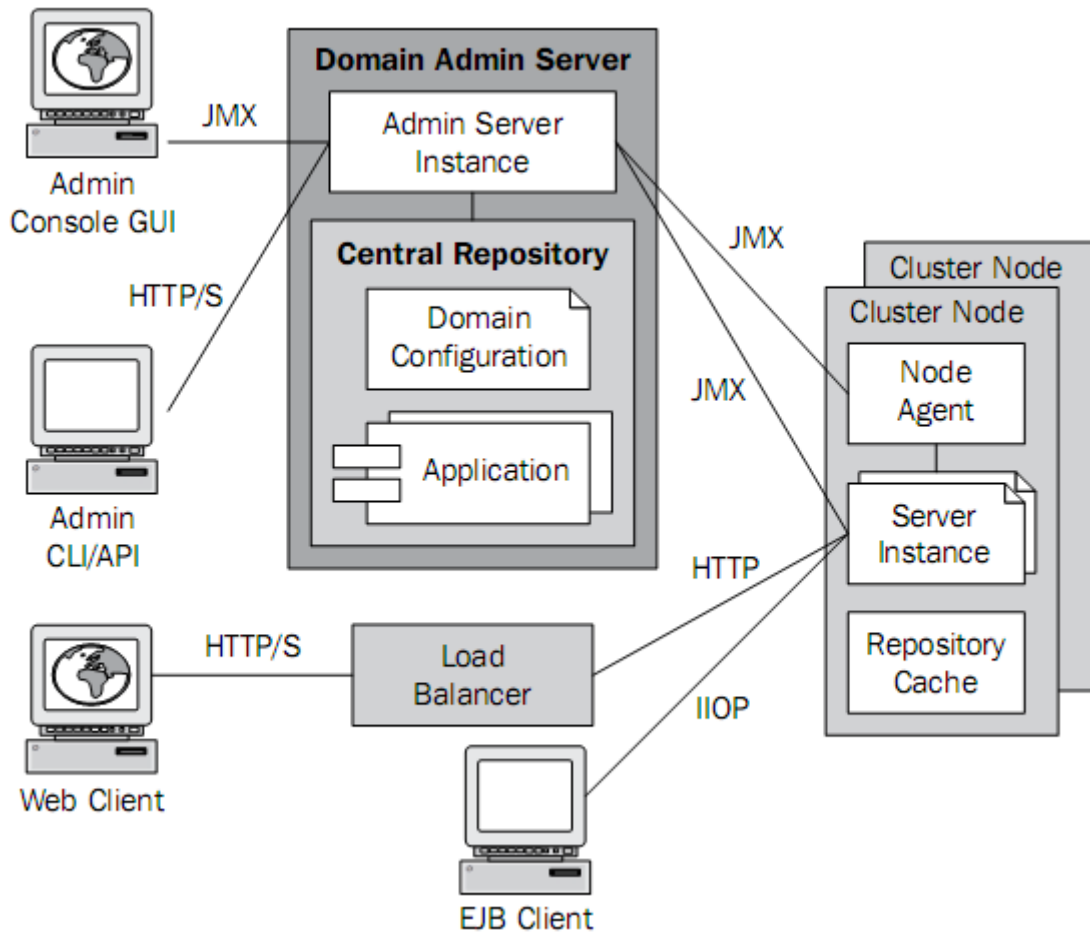 Domain Admin Server
Admin Server
Instance
JMX
Admin
Console GUI
Central Repository
JMX
Cluster Node
Cluster Node
HTTP/S
Domain
Configuration
Node
Agent
JMX
Application
Server
Instance
Admin
CLI/API
HTTP
HTTP/S
Load
Balancer
Repository
Cache
IIOP
Web Client
EJB Client